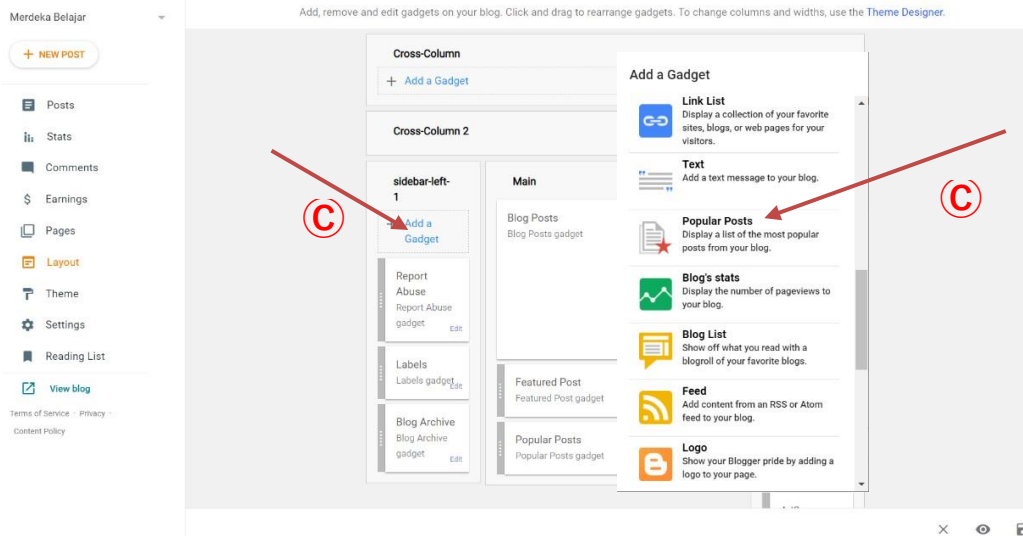 Merdeka Belajar
Add, remove and edit gadgets on your blog. Click and drag to rearrange gadgets. To change columns and widths, use the Theme Designer.
+ NEW POST
Posts
Stats
Comments
$ Earnings
Pages
Layout
Theme
Settings
Reading List
View blog
Terms of Service · Privacy ·
Content Policy
Cross-Column
+ Add a Gadget
Cross-Column 2
sidebar-left-
1
+ Add a
Gadget
Report
Abuse
Report Abuse
gadget
Edit
Labels
Labels gadget
Edit
Blog Archive
Blog Archive
gadget
Edit
Main
Blog Posts
Blog Posts gadget
Featured Post
Featured Post gadget
Popular Posts
Popular Posts gadget
Add a Gadget
Link List
Display a collection of your favorite
sites, blogs, or web pages for your
visitors.
Text
Add a text message to your blog.
Popular Posts
Display a list of the most popular
posts from your blog.
Blog's stats
Display the number of pageviews to
your blog.
Blog List
Show off what you read with a
blogroll of your favorite blogs.
Feed
Add content from an RSS or Atom
feed to your blog.
Logo
Show your Blogger pride by adding a
logo to your page.
Ⓒ
Ⓒ